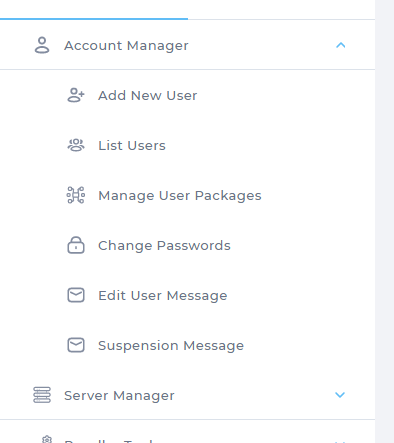 Account Manager
Add New User
List Users
Manage User Packages
Change Passwords
Edit User Message
Suspension Message
Server Manager